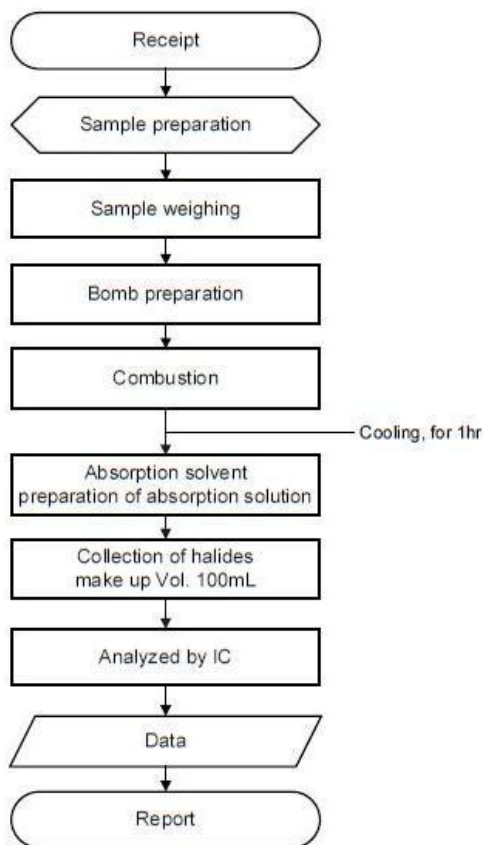 Receipt
Sample preparation
Sample weighing
Bomb preparation
Combustion
Cooling, for 1hr
Absorption solvent
preparation of absorption solution
Collection of halides
make up Vol. 100mL
Analyzed by IC
Data
Report